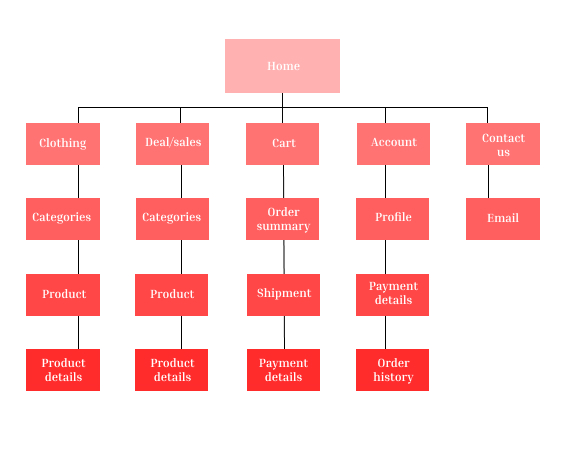 Home
Clothing
Deal/sales
Cart
Account
Contact
us
Categories
Categories
Order
summary
Profile
Email
Product
Product
Shipment
Payment
details
Product
details
Product
details
Payment
details
Order
history